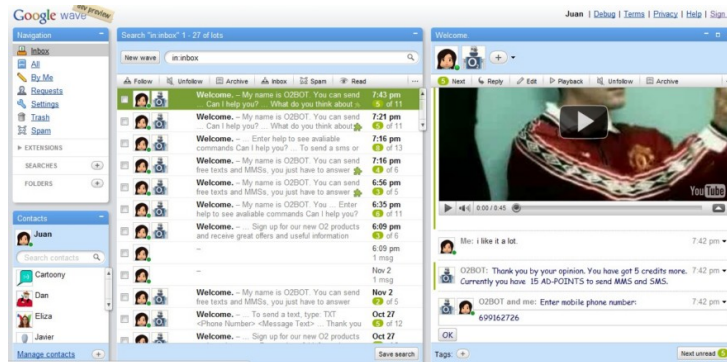 Google wave dev preview
Juan | Debug | Terms | Privacy | Help | Sign
Navigation
Inbox
All
By Me
Requests
Settings
Trash
Spam
EXTENSIONS
SEARCHES
FOLDERS
Contacts
Juan
Search contacts
Cartoony
Dan
Eliza
Javier
Manage contacts
Search "in:inbox" 1 - 27 of lots
New wave in:inbox
Follow Unfollow Archive Inbox Spam Read ...
Welcome. – My name is O2BOT. You can send 7:43 pm
... Can I help you? ... What do you think about 5 of 11
Welcome. – My name is O2BOT. You can send 7:21 pm
... Can I help you? ... What do you think about 6 of 11
Welcome. – ... Enter help to see avaliable 7:16 pm
commands Can I help you? ... To send a sms or 8 of 13
Welcome. – My name is O2BOT. You can send 7:16 pm
free texts and MMSs, you just have to answer 4 of 6
Welcome. – My name is O2BOT. You can send 6:56 pm
free texts and MMSs, you just have to answer 3 of 5
Welcome. – My name is O2BOT. You ... Enter 6:35 pm
help to see avaliable commands Can I help you? 6 of 11
Welcome. – ... Sign up for our new O2 products 6:09 pm
and receive great offers and useful information 3 of 6
– 6:09 pm
1 msg
– Nov 2
1 msg
Welcome. – My name is O2BOT. You can send Nov 2
free texts and MMSs, you just have to answer 2 of 5
Welcome. – ... To send a text, type: TXT Oct 27
<Phone Number> <Message Text> ... Thank you 6 of 12
Welcome. – ... Sign up for our new O2 products Oct 27
Save search
Welcome.
5 Next Reply Edit Playback Unfollow Archive
YouTube
0:00 / 0:45
Me: i like it a lot. 7:42 pm
O2BOT: Thank you by your opinion. You have got 5 credits more. 7:42 pm
Currently you have 15 AD-POINTS to send MMS and SMS.
O2BOT and me: Enter mobile phone number: 7:42 pm
699162726
OK
Tags: Next unread